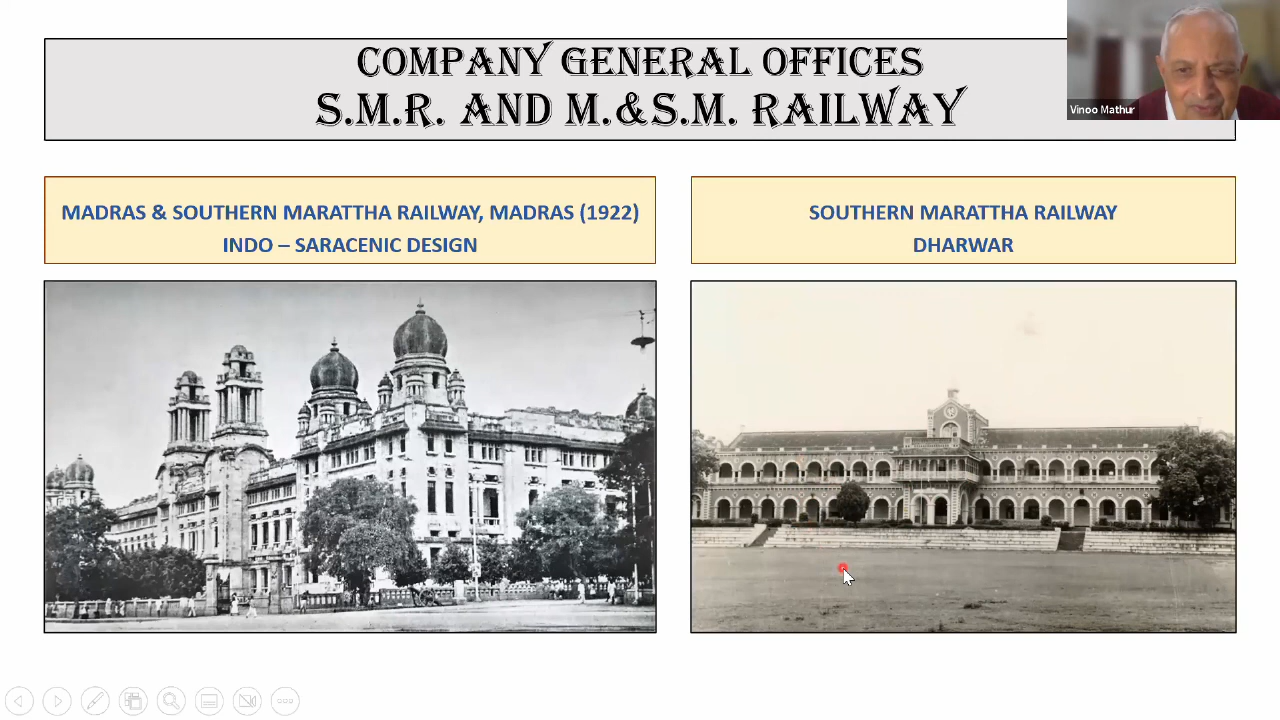 COMPANY GENERAL OFFICES
S.M.R. AND M.&S.M. RAILWAY
Vinoo Mathur
MADRAS & SOUTHERN MARATTHA RAILWAY, MADRAS (1922)
INDO – SARACENIC DESIGN
SOUTHERN MARATTHA RAILWAY
DHARWAR